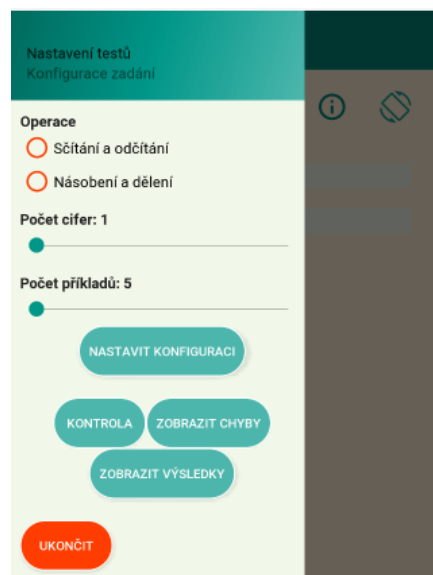 Nastavení testů
Konfigurace zadání
Operace
Sčítání a odčítání
Násobení a dělení
Počet cifer: 1
Počet příkladů: 5
NASTAVIT KONFIGURACI
KONTROLA
ZOBRAZIT CHYBY
ZOBRAZIT VÝSLEDKY
UKONČIT